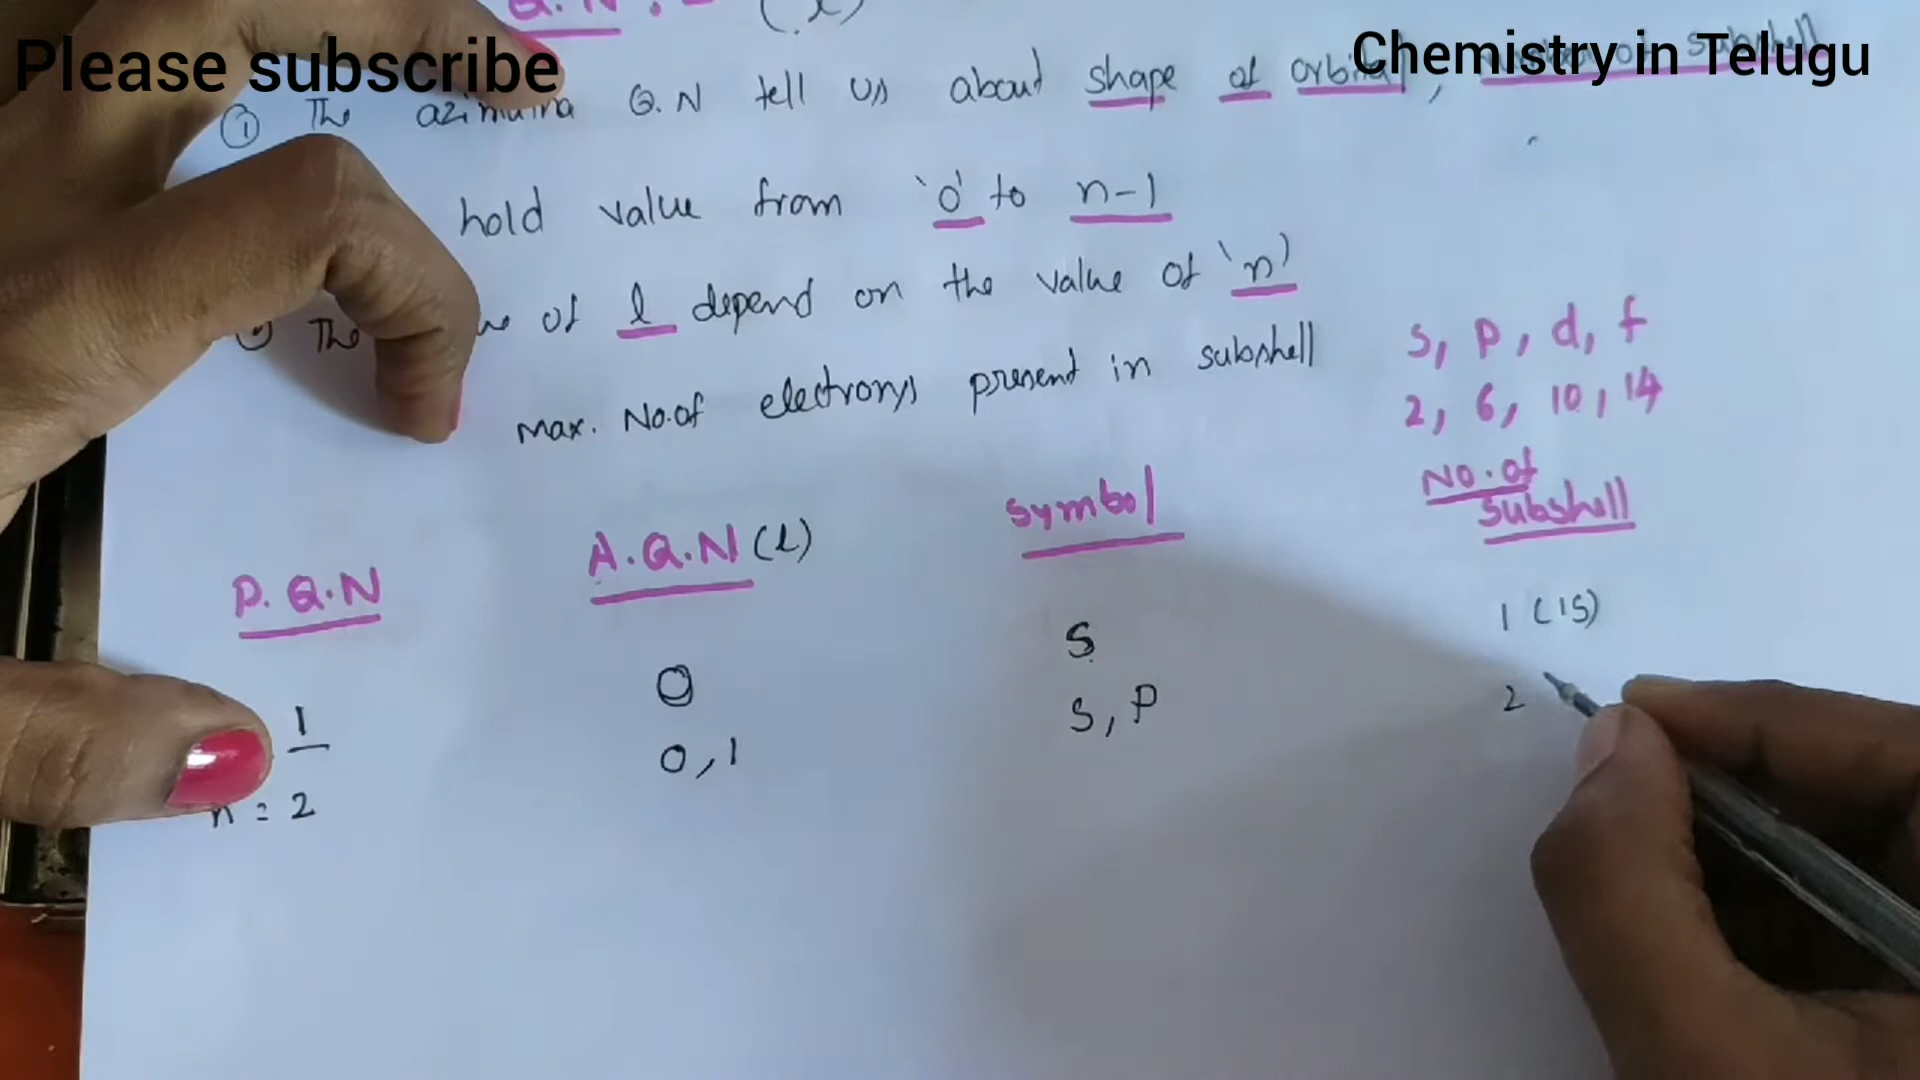 Please subscribe
Chemistry in Telugu
Q.N : - (l)
① The Q.N tell us about shape of orbital,
hold value from 'o' to n-1
The of l depend on the value of 'n'
Max. No.of electrons present in subshell
s, p, d, f
2, 6, 10, 14
P.Q.N A.Q.N (l) Symbol No. of Subshell
1 0 S 1 (1S)
n = 2 0, 1 S, P 2